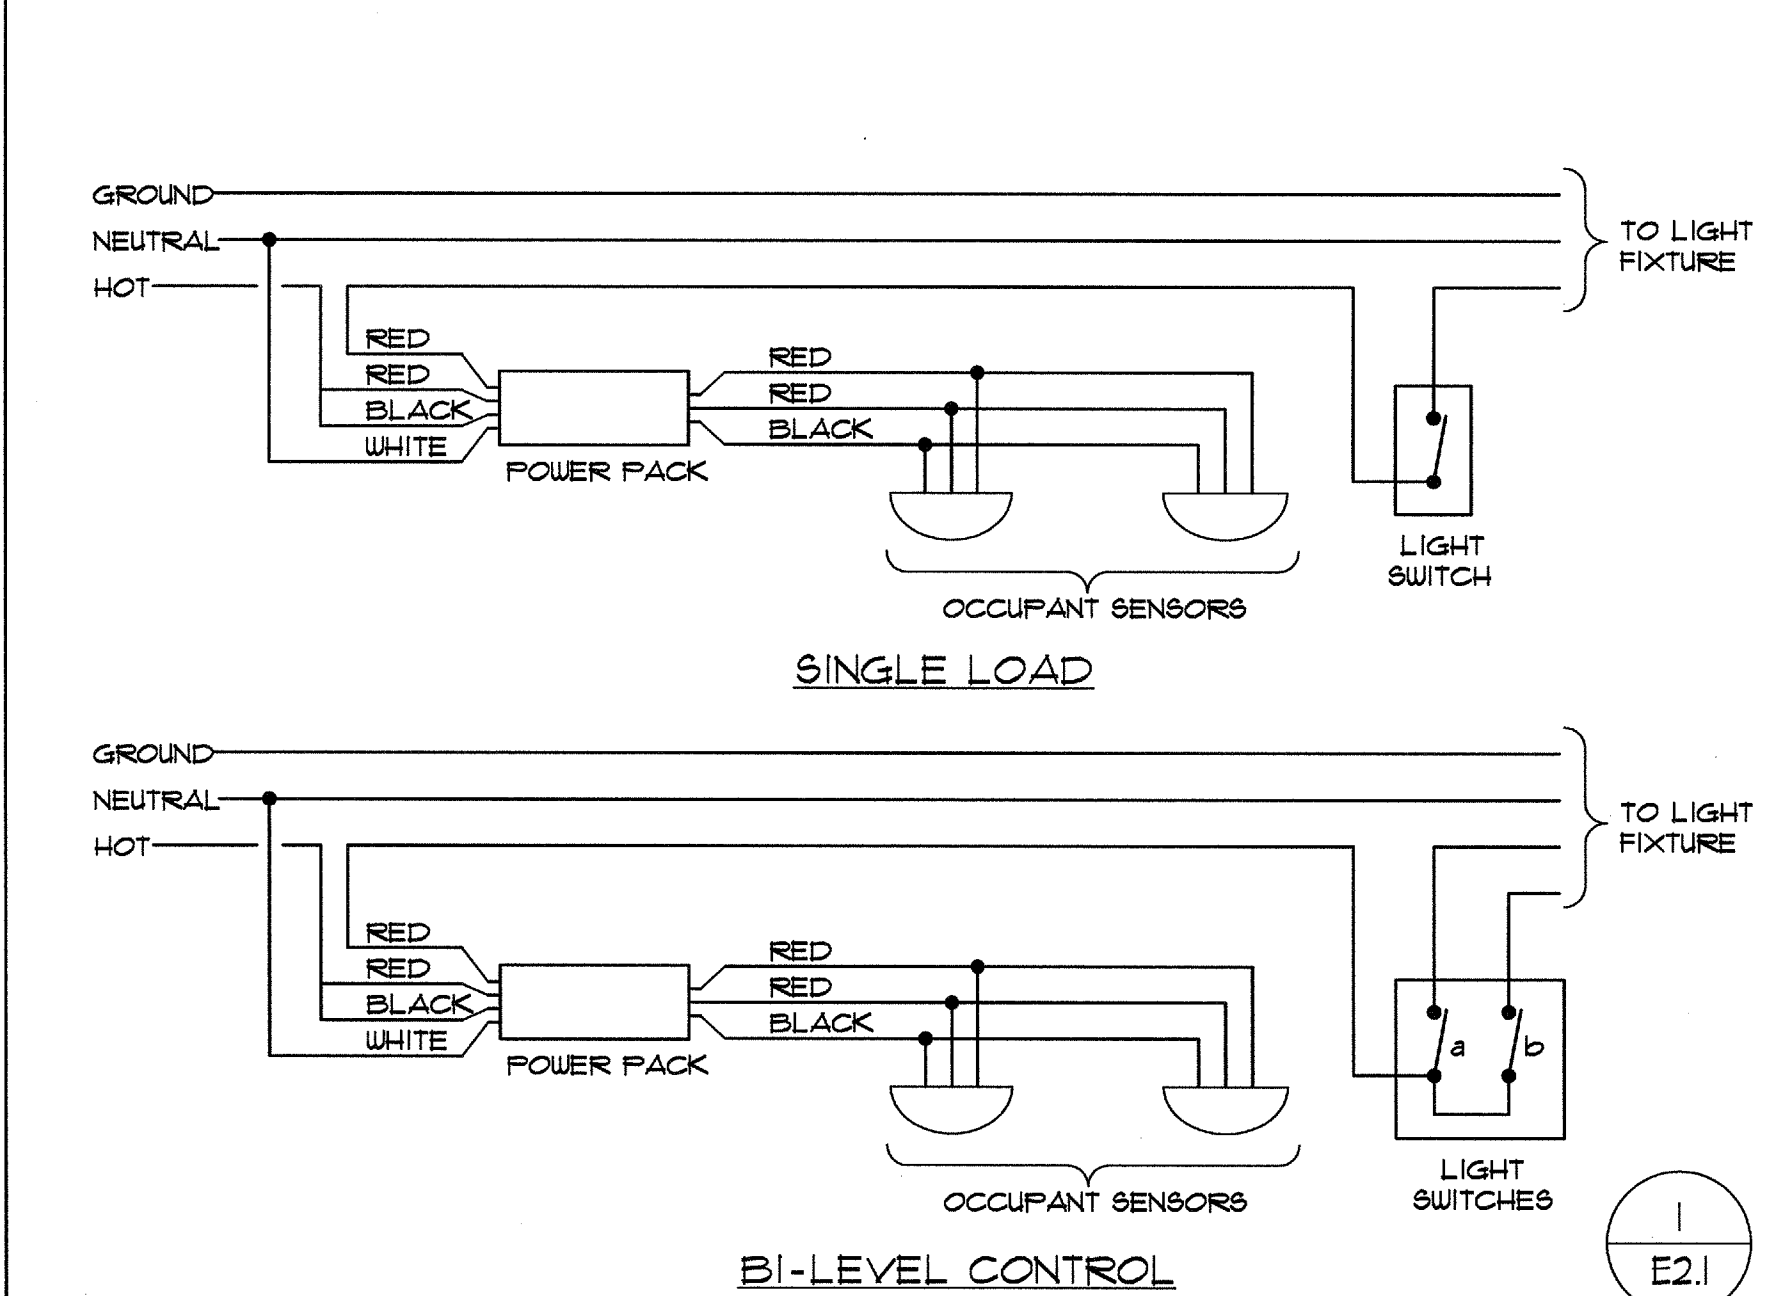 GROUND
NEUTRAL
HOT
TO LIGHT
FIXTURE
RED
RED
BLACK
WHITE
POWER PACK
RED
RED
BLACK
OCCUPANT SENSORS
LIGHT
SWITCH
SINGLE LOAD
GROUND
NEUTRAL
HOT
TO LIGHT
FIXTURE
RED
RED
BLACK
WHITE
POWER PACK
RED
RED
BLACK
OCCUPANT SENSORS
a
b
LIGHT
SWITCHES
BI-LEVEL CONTROL
1
E2.1